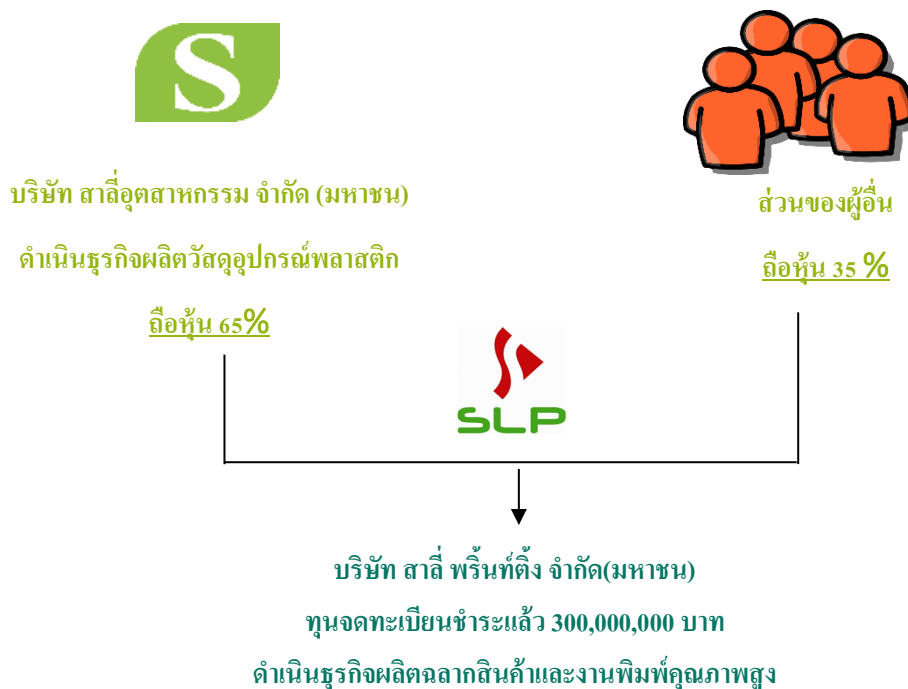 S
บริษัท สาลี่อุตสาหกรรม จำกัด (มหาชน)
ดำเนินธุรกิจผลิตวัสดุอุปกรณ์พลาสติก
ถือหุ้น 65%
ส่วนของผู้อื่น
ถือหุ้น 35 %
SLP
บริษัท สาลี่ พริ้นท์ติ้ง จำกัด(มหาชน)
ทุนจดทะเบียนชำระแล้ว 300,000,000 บาท
ดำเนินธุรกิจผลิตฉลากสินค้าและงานพิมพ์คุณภาพสูง